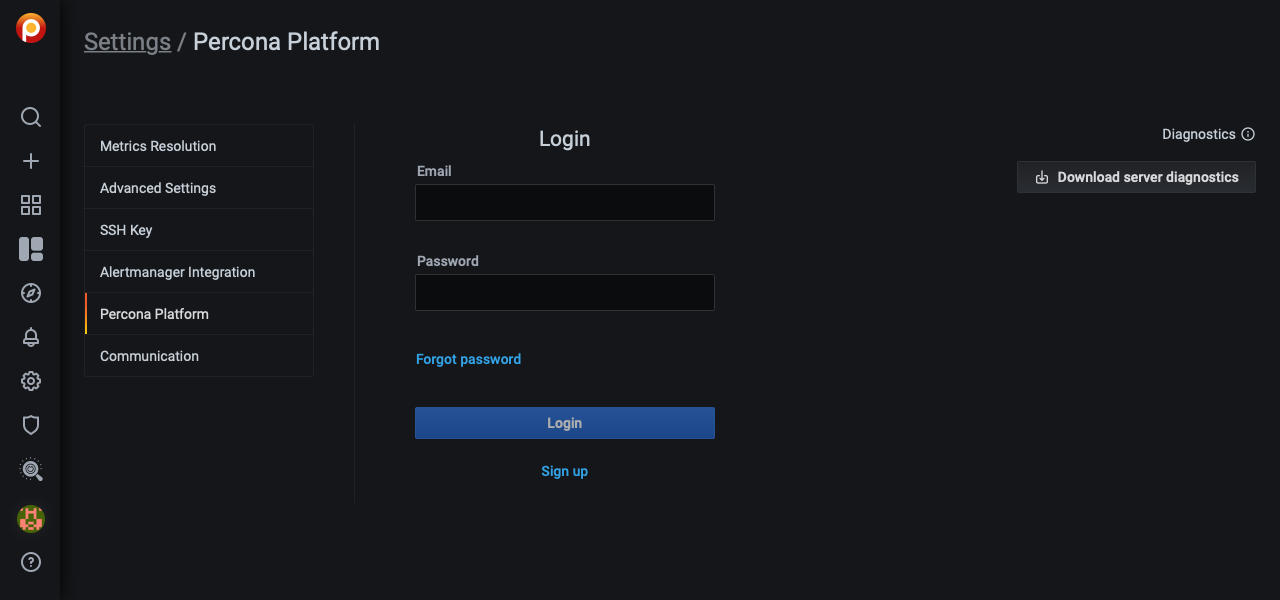 Settings / Percona Platform
Metrics Resolution
Advanced Settings
SSH Key
Alertmanager Integration
Percona Platform
Communication
Login
Email
Password
Forgot password
Login
Sign up
Diagnostics
Download server diagnostics